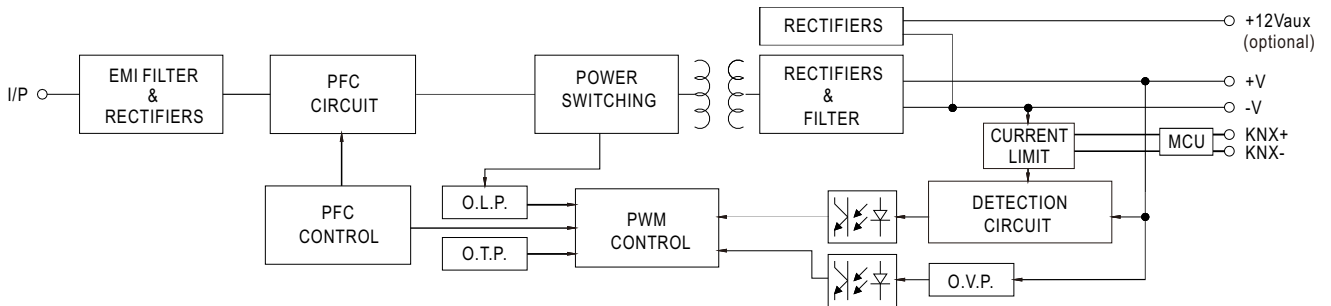 RECTIFIERS
+12Vaux
(optional)
I/P
EMI FILTER
&
RECTIFIERS
PFC
CIRCUIT
POWER
SWITCHING
RECTIFIERS
&
FILTER
+V
-V
CURRENT
LIMIT
MCU
KNX+
KNX-
PFC
CONTROL
O.L.P.
O.T.P.
PWM
CONTROL
DETECTION
CIRCUIT
O.V.P.